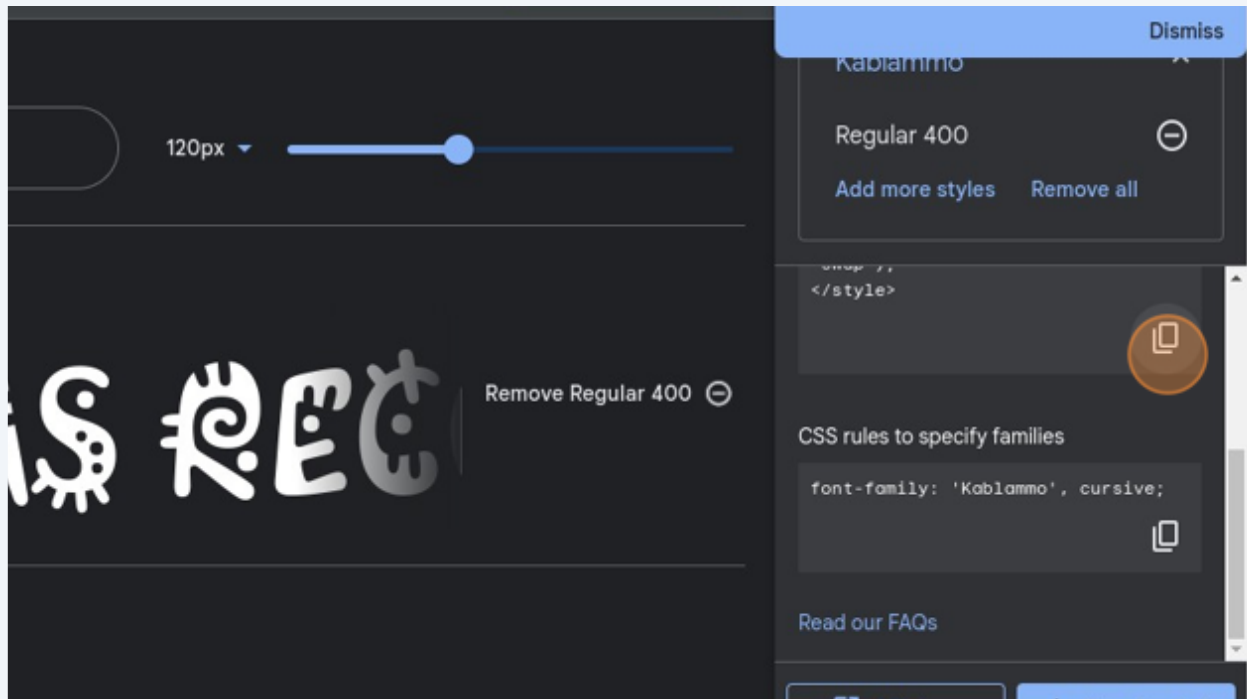 Dismiss
Kablammo
Regular 400
120px
Add more styles Remove all
</style>
Remove Regular 400
CSS rules to specify families
font-family: 'Kablammo', cursive;
Read our FAQs